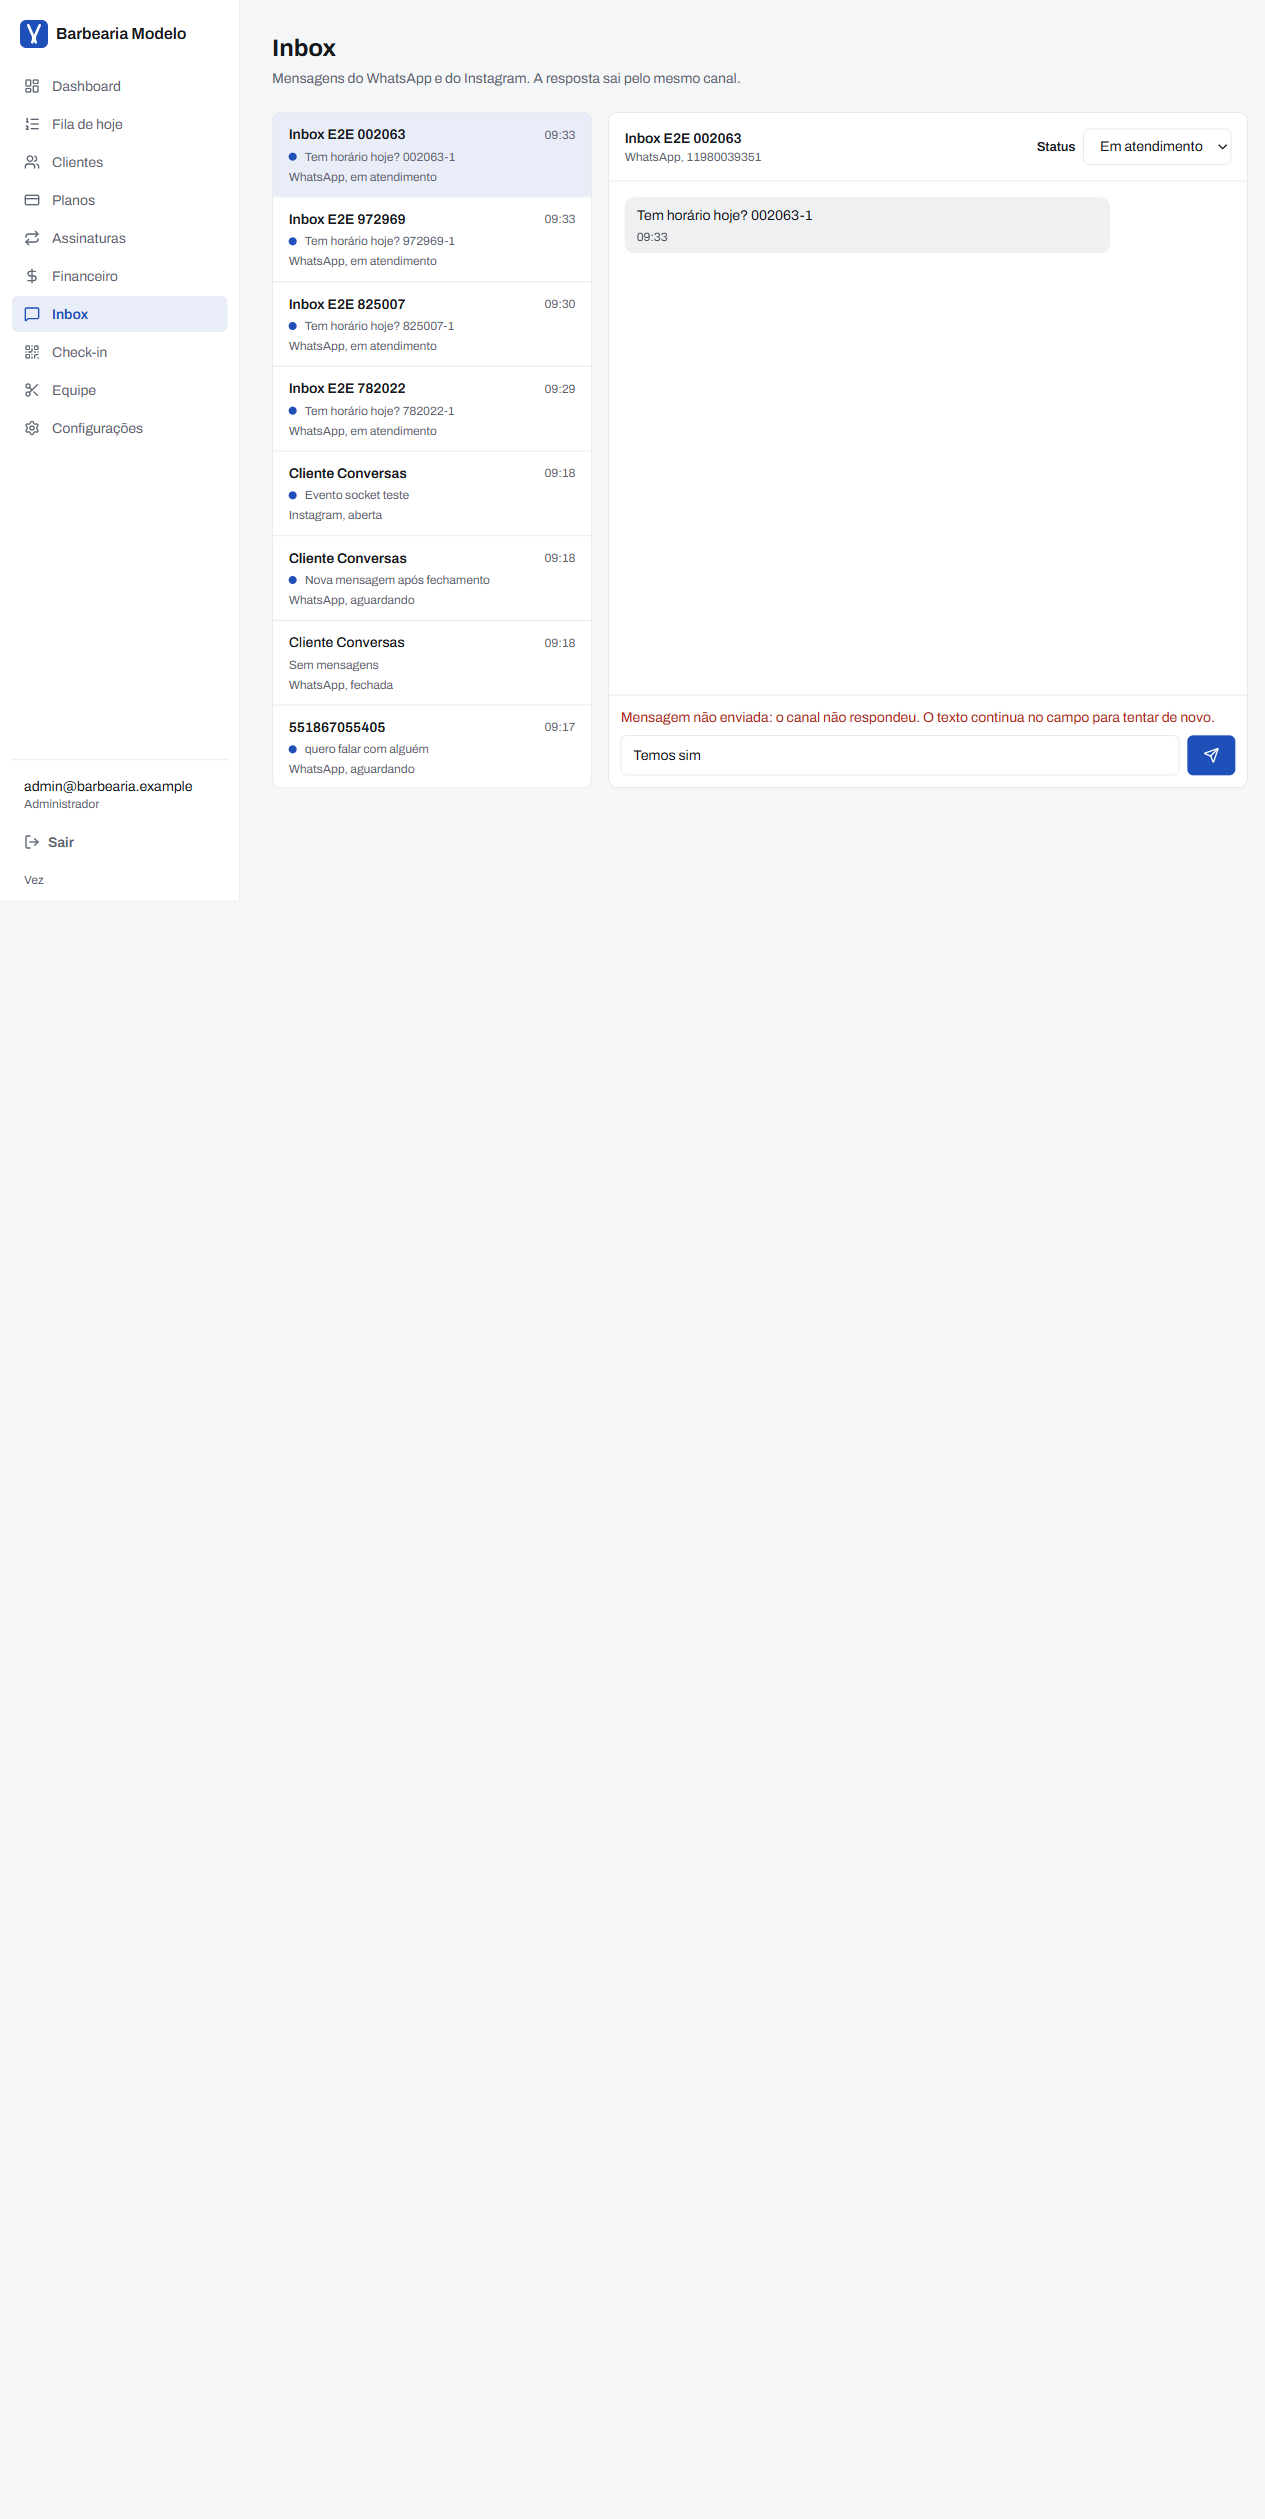 Barbearia Modelo
Dashboard
Fila de hoje
Clientes
Planos
Assinaturas
Financeiro
Inbox
Check-in
Equipe
Configurações
admin@barbearia.example
Administrador
Sair
Vez
Inbox
Mensagens do WhatsApp e do Instagram. A resposta sai pelo mesmo canal.
Inbox E2E 002063 09:33
Tem horário hoje? 002063-1
WhatsApp, em atendimento
Inbox E2E 972969 09:33
Tem horário hoje? 972969-1
WhatsApp, em atendimento
Inbox E2E 825007 09:30
Tem horário hoje? 825007-1
WhatsApp, em atendimento
Inbox E2E 782022 09:29
Tem horário hoje? 782022-1
WhatsApp, em atendimento
Cliente Conversas 09:18
Evento socket teste
Instagram, aberta
Cliente Conversas 09:18
Nova mensagem após fechamento
WhatsApp, aguardando
Cliente Conversas 09:18
Sem mensagens
WhatsApp, fechada
551867055405 09:17
quero falar com alguém
WhatsApp, aguardando
Inbox E2E 002063
WhatsApp, 11980039351
Status Em atendimento
Tem horário hoje? 002063-1
09:33
Mensagem não enviada: o canal não respondeu. O texto continua no campo para tentar de novo.
Temos sim